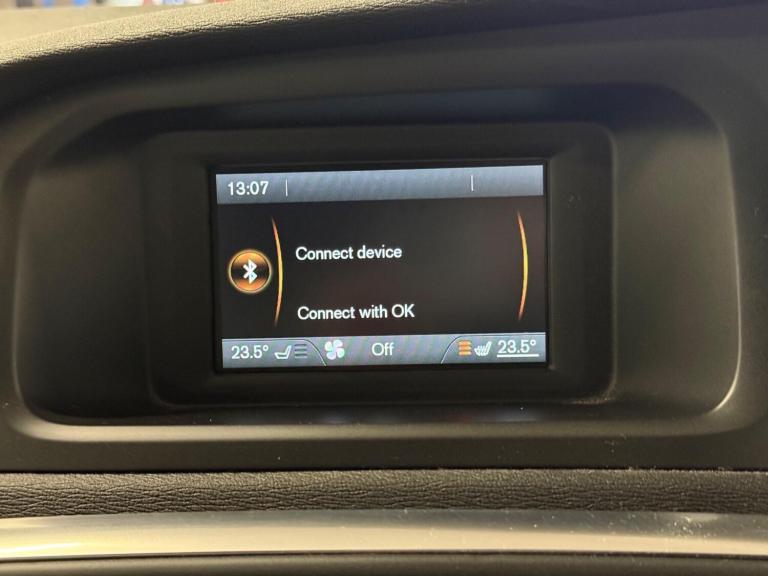 13:07
Connect device
Connect with OK
23.5° Off 23.5°